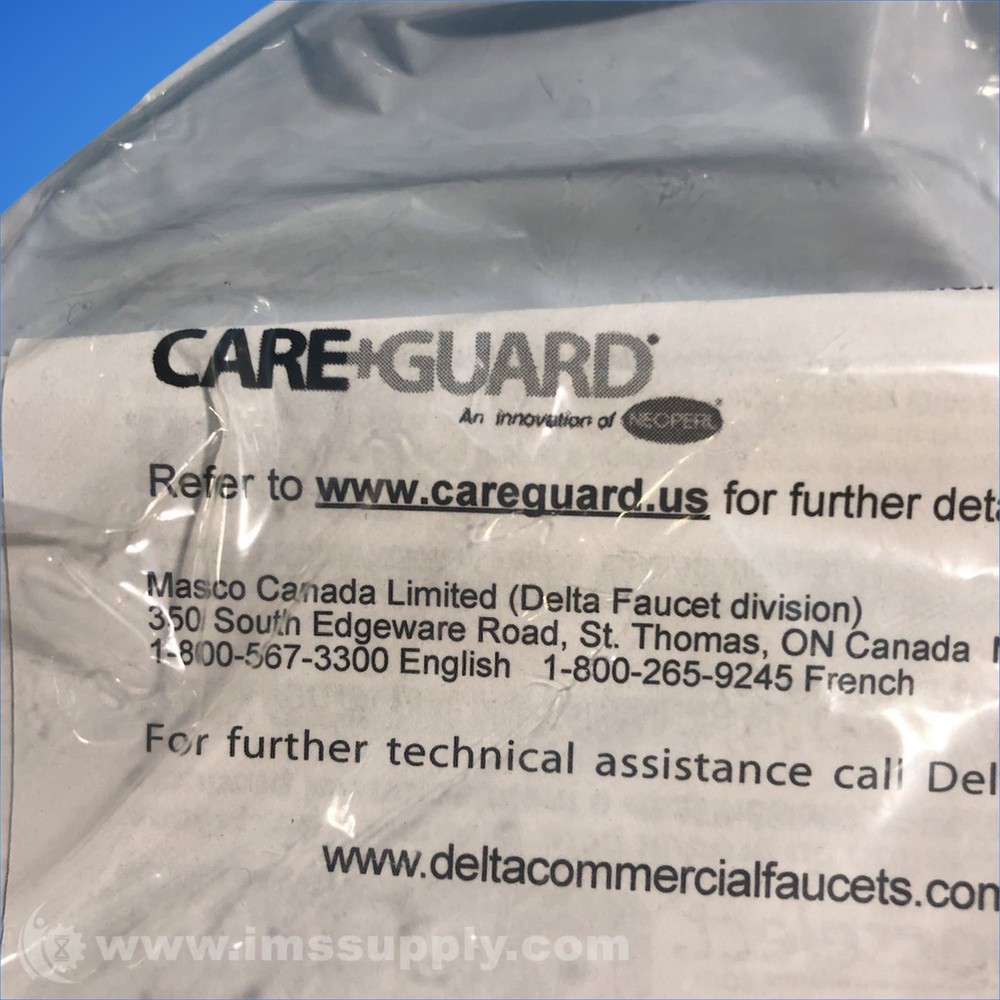 CARE+GUARD®
An innovation of NEOPERL®
Refer to www.careguard.us for further deta
Masco Canada Limited (Delta Faucet division)
350 South Edgeware Road, St. Thomas, ON Canada
1-800-567-3300 English 1-800-265-9245 French
For further technical assistance call Del
www.deltacommercialfaucets.com
www.imssupply.com